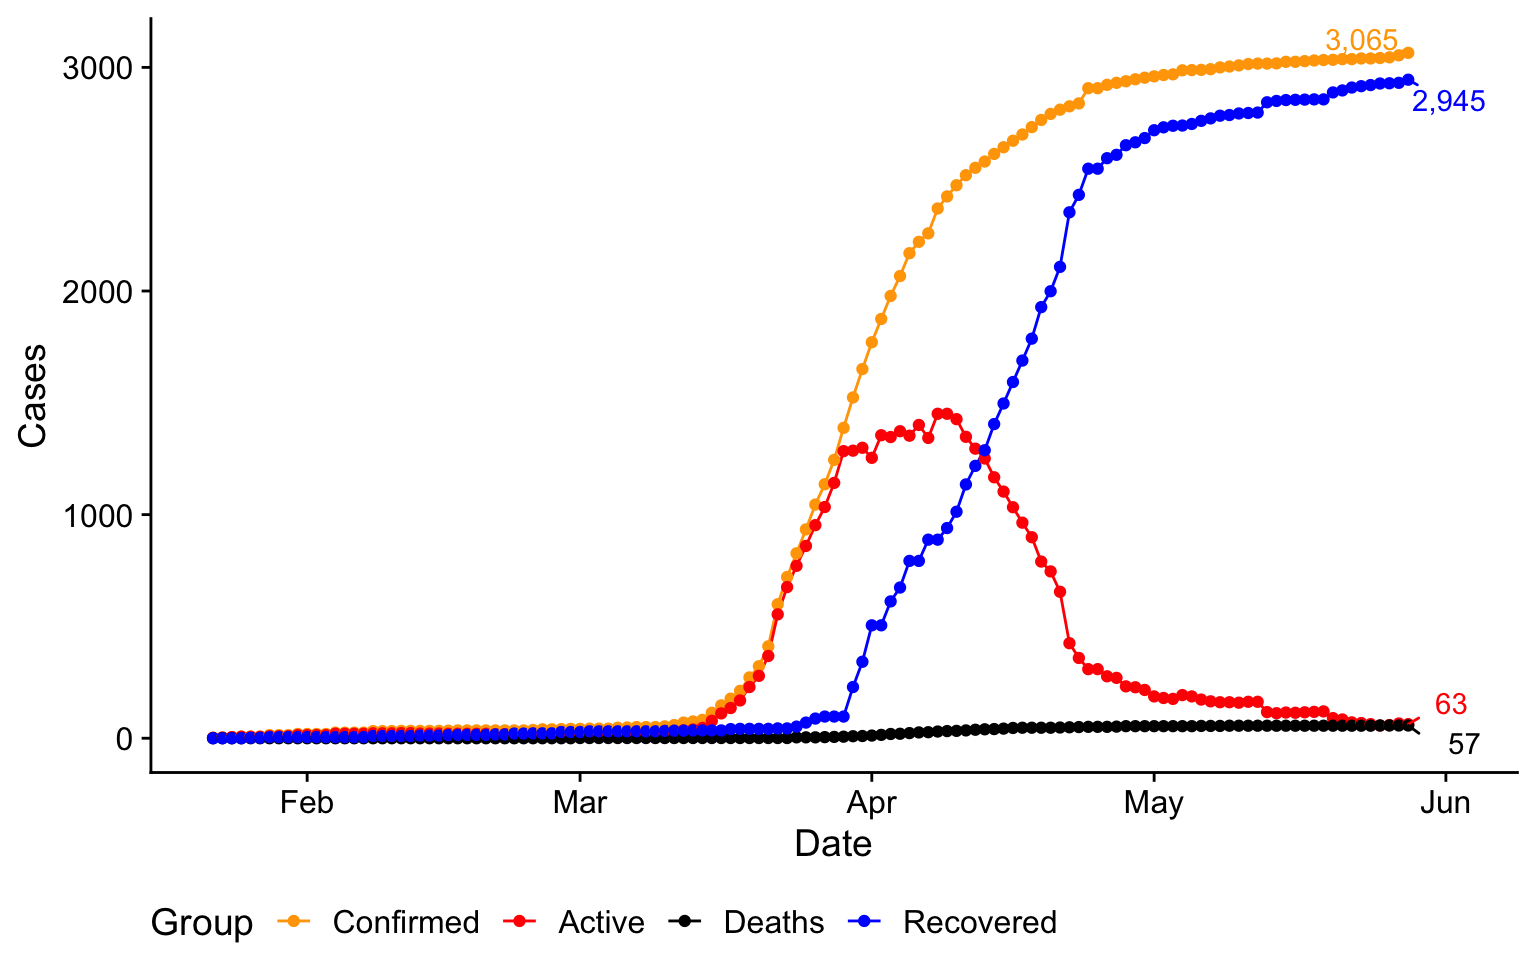 3,065
3000
2,945
2000
Cases
1000
63
0
57
Feb Mar Apr May Jun
Date
Group Confirmed Active Deaths Recovered